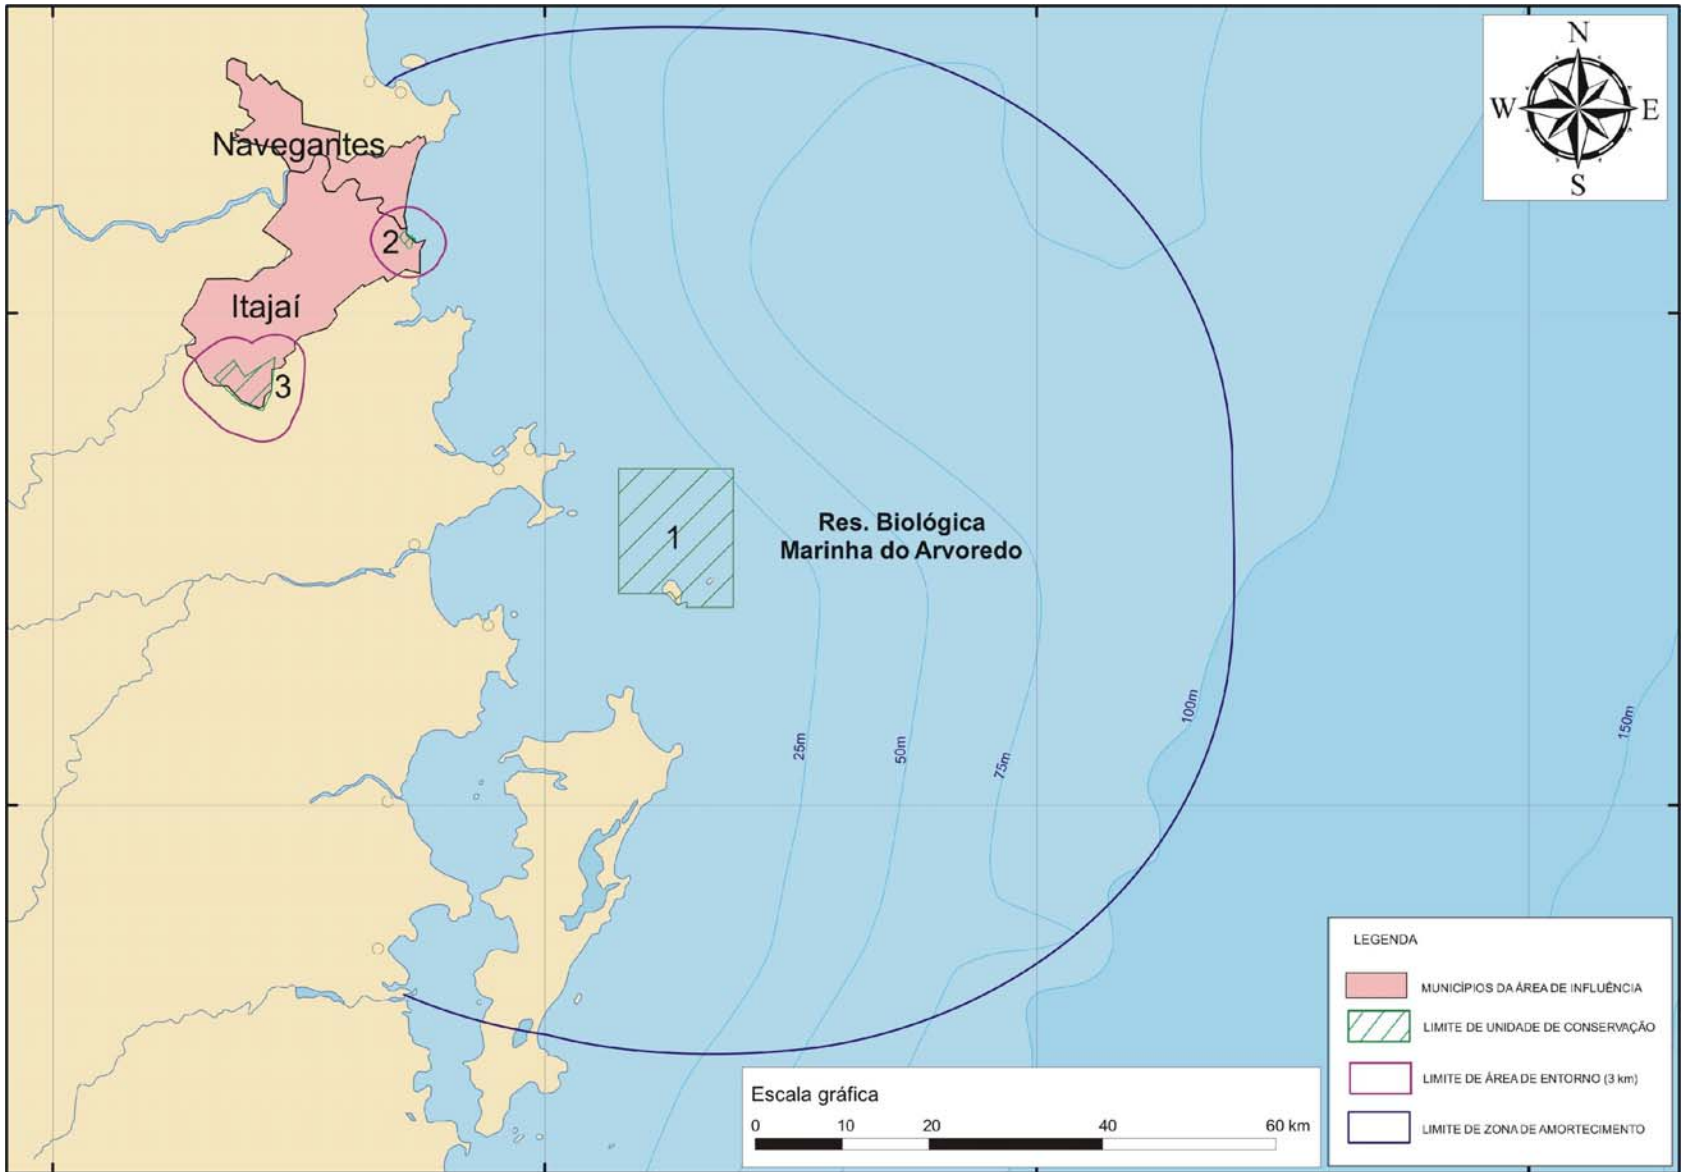 N
W E
S
Navegantes
2
Itajaí
3
1
Res. Biológica
Marinha do Arvoredo
25m
50m
75m
100m
150m
LEGENDA
MUNICÍPIOS DA ÁREA DE INFLUÊNCIA
LIMITE DE UNIDADE DE CONSERVAÇÃO
LIMITE DE ÁREA DE ENTORNO (3 km)
LIMITE DE ZONA DE AMORTECIMENTO
Escala gráfica
0 10 20 40 60 km